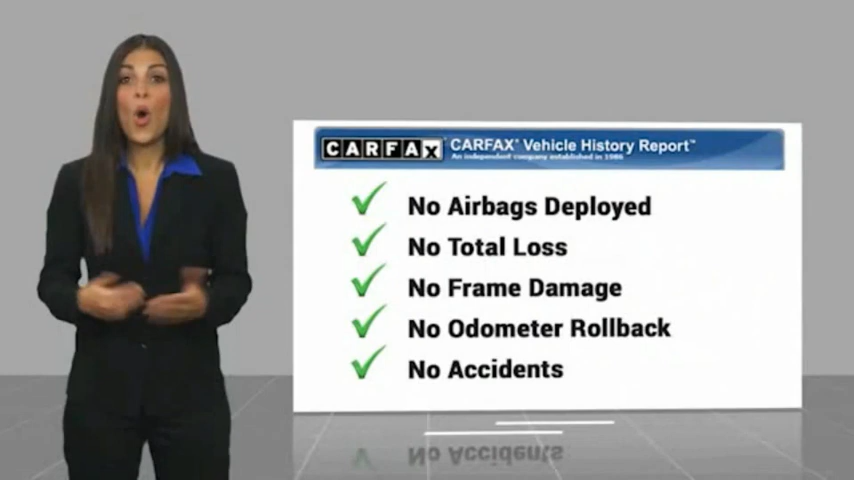 CARFAX CARFAX® Vehicle History Report™
An independent company established in 1986
No Airbags Deployed
No Total Loss
No Frame Damage
No Odometer Rollback
No Accidents
No Accidents